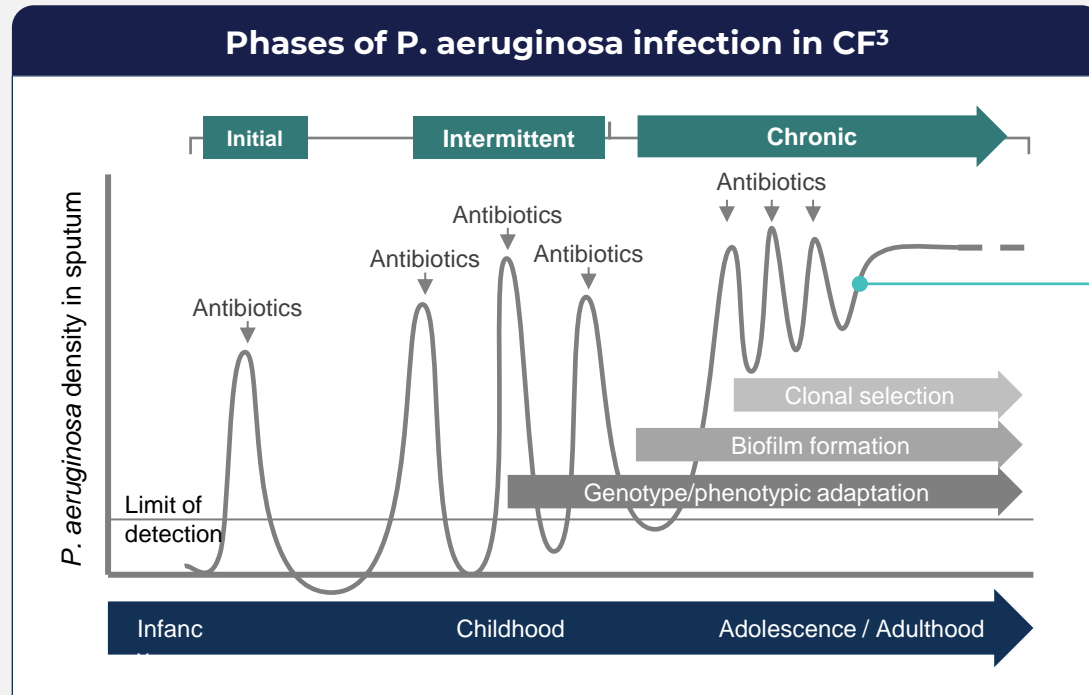 Phases of P. aeruginosa infection in CF³
Initial
Intermittent
Chronic
Antibiotics
Antibiotics
Antibiotics
Antibiotics
Antibiotics
P. aeruginosa density in sputum
Clonal selection
Biofilm formation
Genotype/phenotypic adaptation
Limit of
detection
Infanc
Childhood
Adolescence / Adulthood